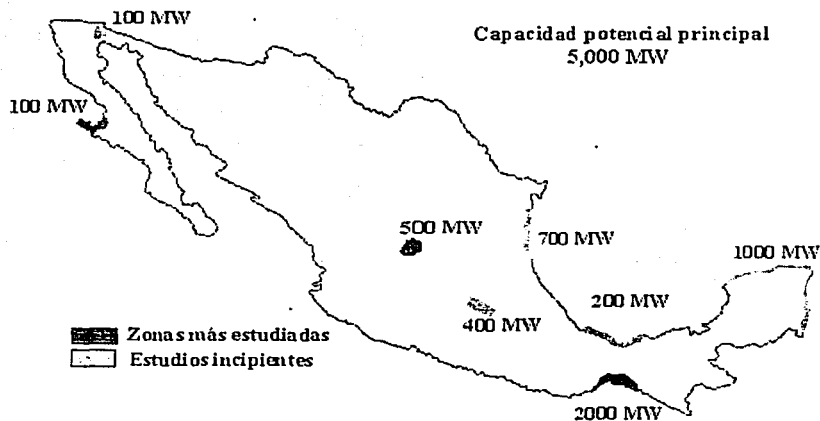 100 MW
Capacidad potencial principal
5,000 MW
100 MW
500 MW
700 MW
1000 MW
200 MW
400 MW
Zonas más estudiadas
Estudios incipientes
2000 MW